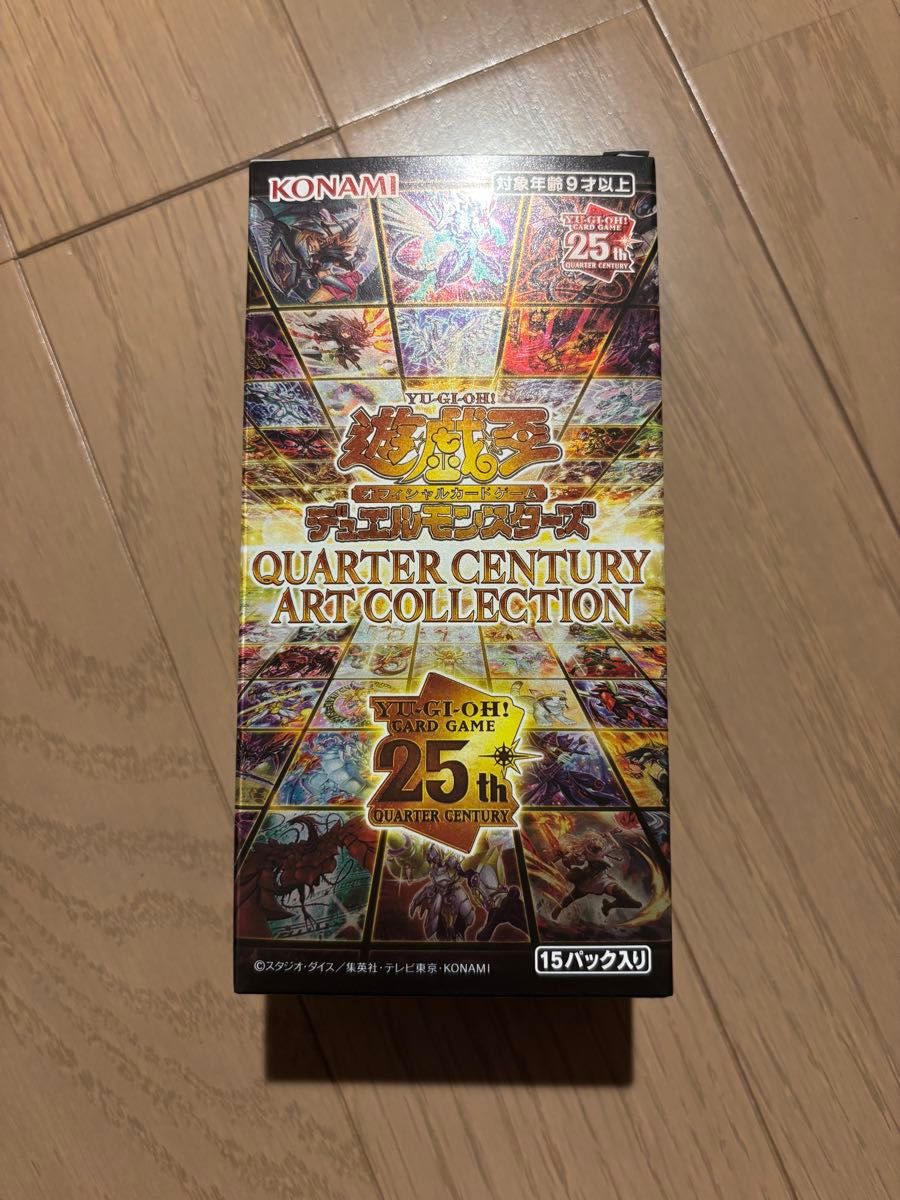 KONAMI
対象年齢9才以上
YU-GI-OH!
CARD GAME
25th
QUARTER CENTURY
YU-GI-OH!
遊戯王
オフィシャルカードゲーム
デュエルモンスターズ
QUARTER CENTURY
ART COLLECTION
YU-GI-OH!
CARD GAME
25th
QUARTER CENTURY
©スタジオ・ダイス/集英社・テレビ東京・KONAMI
15パック入り